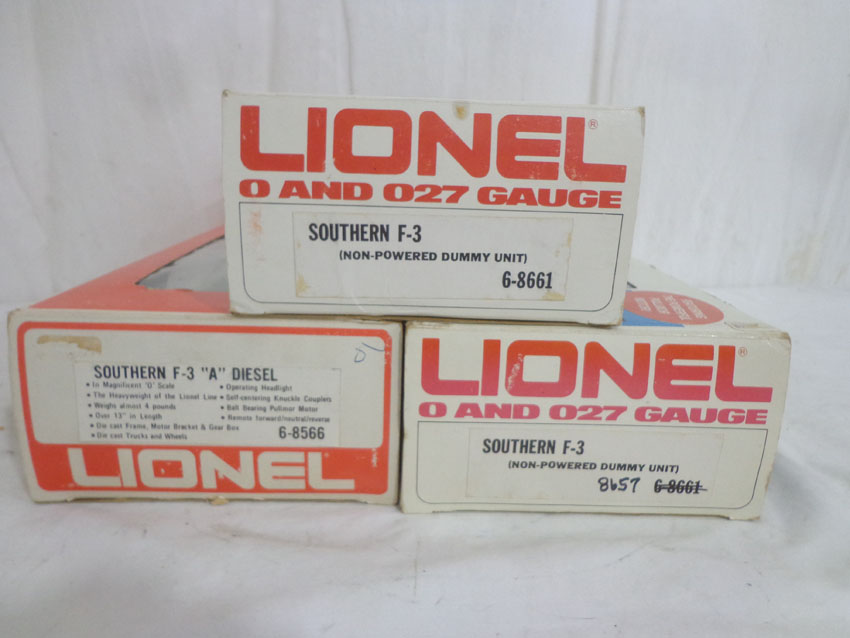 LIONEL®
O AND O27 GAUGE
SOUTHERN F-3
(NON-POWERED DUMMY UNIT)
6-8661
SOUTHERN F-3 "A" DIESEL
• In Magnificent 'O' Scale
• The Heavyweight of the Lionel Line
• Weighs almost 4 pounds
• Over 13" in Length
• Die cast Frame, Motor Bracket & Gear Box
• Die cast Trucks and Wheels
• Operating Headlight
• Self-centering Knuckle Couplets
• Ball Bearing Pullmor Motor
• Remote forward/neutral/reverse
6-8566
LIONEL
LIONEL®
O AND O27 GAUGE
SOUTHERN F-3
(NON-POWERED DUMMY UNIT)
8657 6-8661